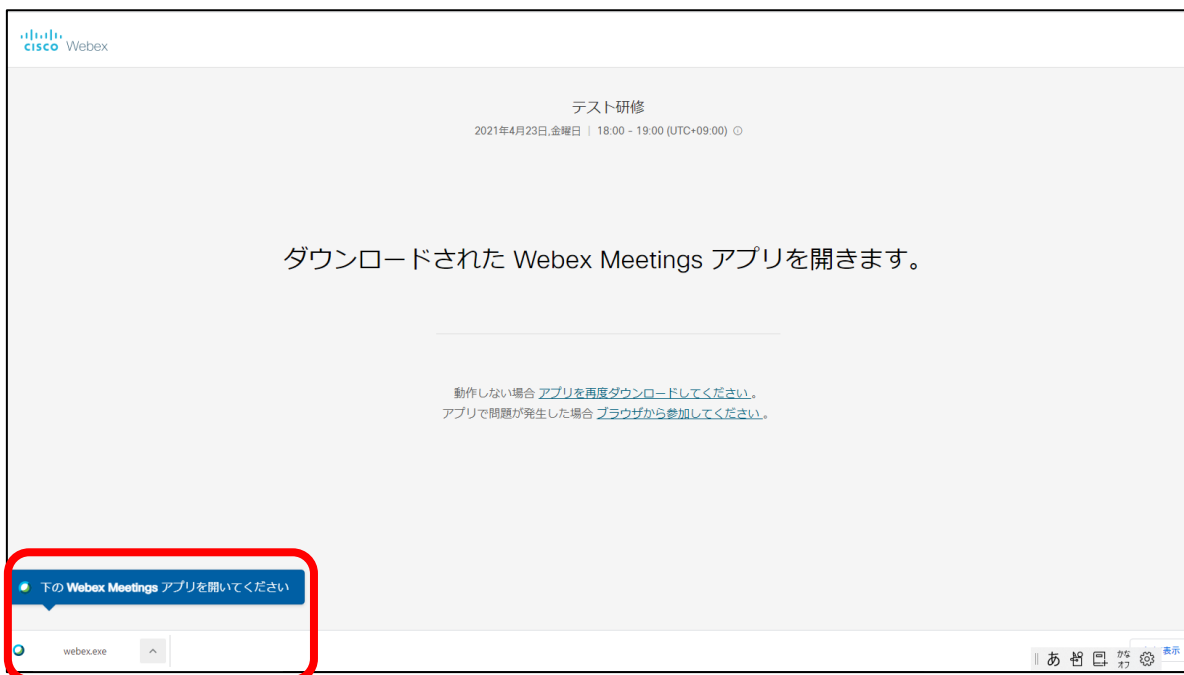 cisco Webex
テスト研修
2021年4月23日,金曜日 | 18:00 - 19:00 (UTC+09:00)
ダウンロードされた Webex Meetings アプリを開きます。
動作しない場合 アプリを再度ダウンロードしてください。
アプリで問題が発生した場合 ブラウザから参加してください。
下の Webex Meetings アプリを開いてください
webex.exe
あ
かな
オフ
表示